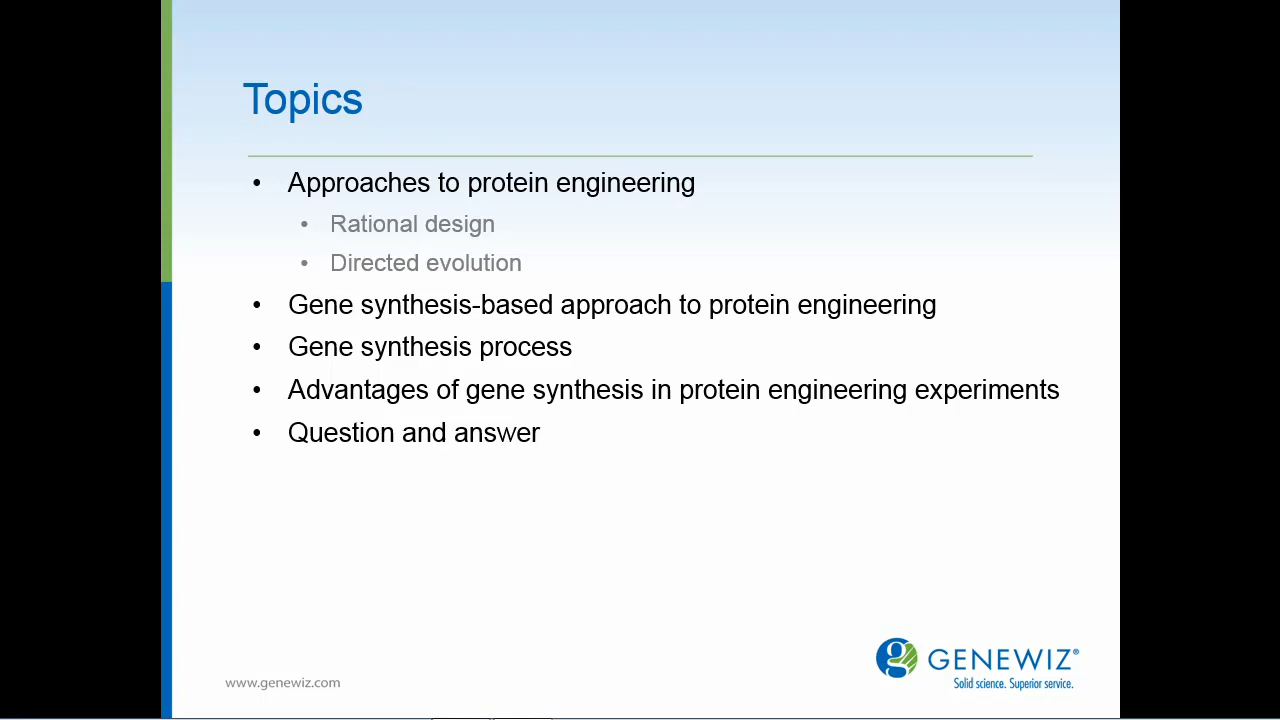 Topics
• Approaches to protein engineering
• Rational design
• Directed evolution
• Gene synthesis-based approach to protein engineering
• Gene synthesis process
• Advantages of gene synthesis in protein engineering experiments
• Question and answer
www.genewiz.com
g GENEWIZ®
Solid science. Superior service.